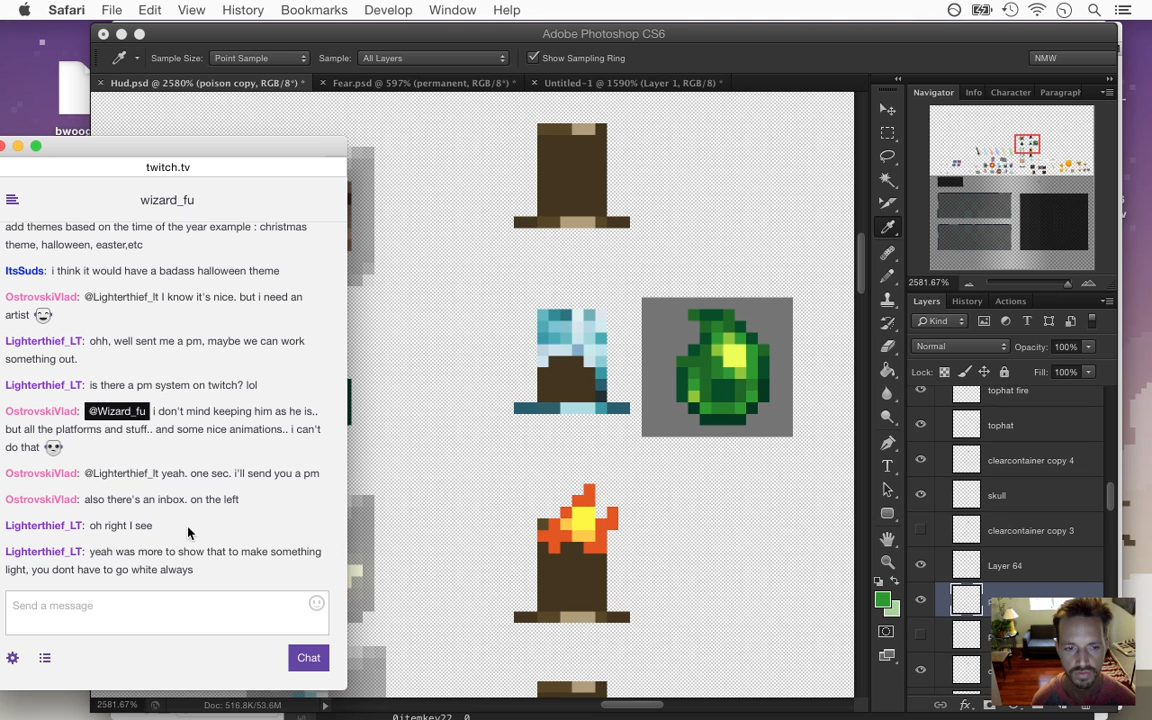 Safari File Edit View History Bookmarks Develop Window Help
Adobe Photoshop CS6
Sample Size: Point Sample Sample: All Layers Show Sampling Ring NMW
Hud.psd @ 2580% (poison copy, RGB/8*) * Fear.psd @ 597% (permanent, RGB/8*) * Untitled-1 @ 1590% (Layer 1, RGB/8) *
Navigator Info Character Paragraph
bwood
twitch.tv
wizard_fu
add themes based on the time of the year example : christmas
theme, halloween, easter,etc
ItsSuds: i think it would have a badass halloween theme
OstrovskiVlad: @Lighterthief_lt I know it's nice. but i need an
artist
Lighterthief_LT: ohh, well sent me a pm, maybe we can work
something out.
Lighterthief_LT: is there a pm system on twitch? lol
OstrovskiVlad: @Wizard_fu i don't mind keeping him as he is..
but all the platforms and stuff.. and some nice animations.. i can't
do that
OstrovskiVlad: @Lighterthief_lt yeah. one sec. i'll send you a pm
OstrovskiVlad: also there's an inbox. on the left
Lighterthief_LT: oh right I see
Lighterthief_LT: yeah was more to show that to make something
light, you dont have to go white always
Send a message
Chat
2581.67%
Layers History Actions
Kind
Normal Opacity: 100%
Lock: Fill: 100%
tophat fire
tophat
clearcontainer copy 4
skull
clearcontainer copy 3
Layer 64
2581.67% Doc: 516.8K/53.6M
0itemkey22 0